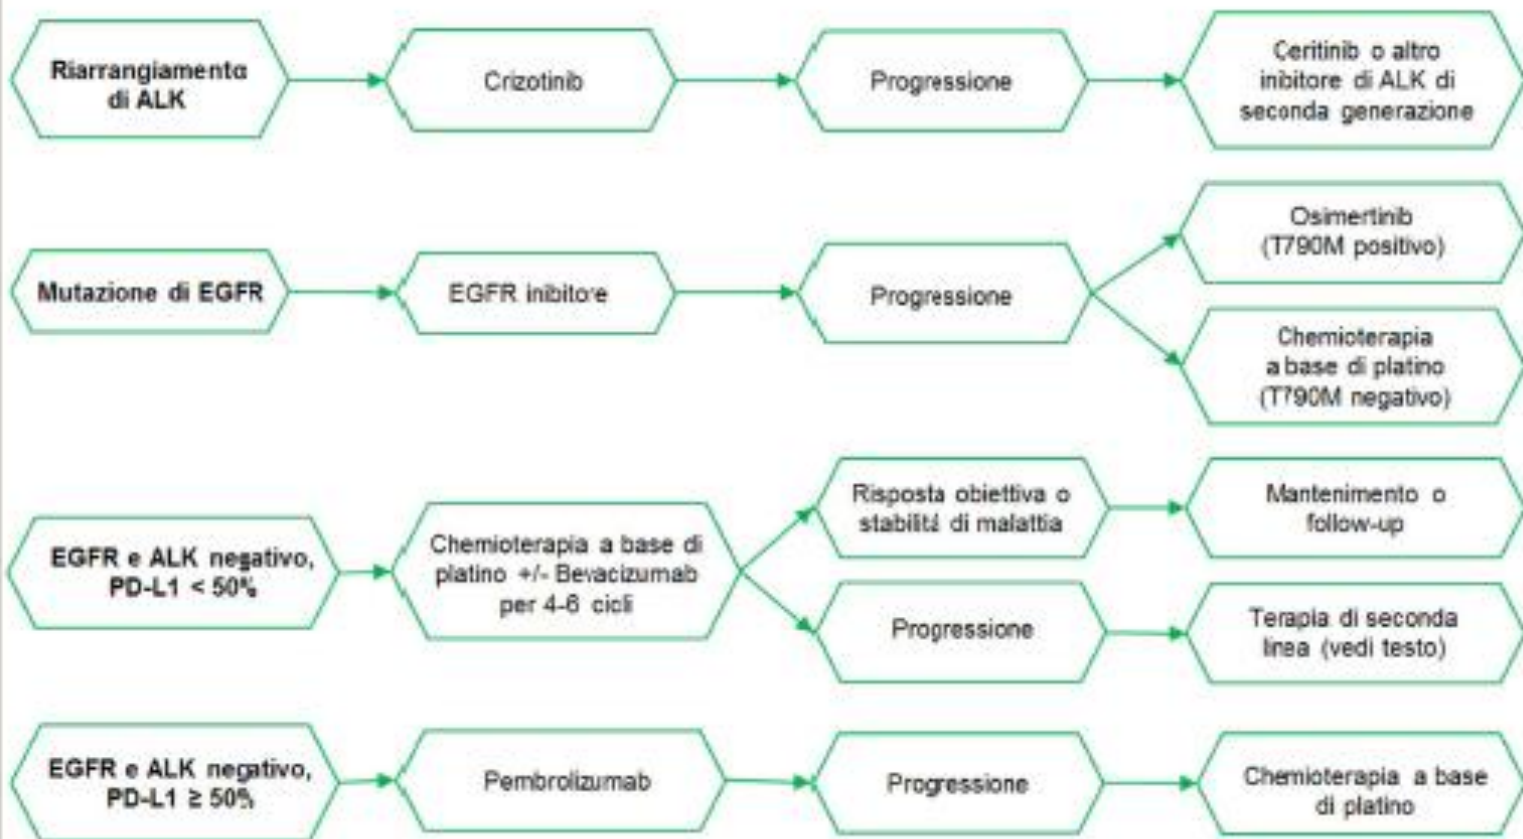 Riarrangiamento
di ALK
Crizotinib
Progressione
Ceritinib o altro
inibitore di ALK di
seconda generazione
Mutazione di EGFR
EGFR inibitore
Progressione
Osimertinib
(T790M positivo)
Chemioterapia
a base di platino
(T790M negativo)
EGFR e ALK negativo,
PD-L1 < 50%
Chemioterapia a base di
platino +/- Bevacizumab
per 4-6 cicli
Risposta obiettiva o
stabilità di malattia
Mantenimento o
follow-up
Progressione
Terapia di seconda
linea (vedi testo)
EGFR e ALK negativo,
PD-L1 ≥ 50%
Pembrolizumab
Progressione
Chemioterapia a base
di platino